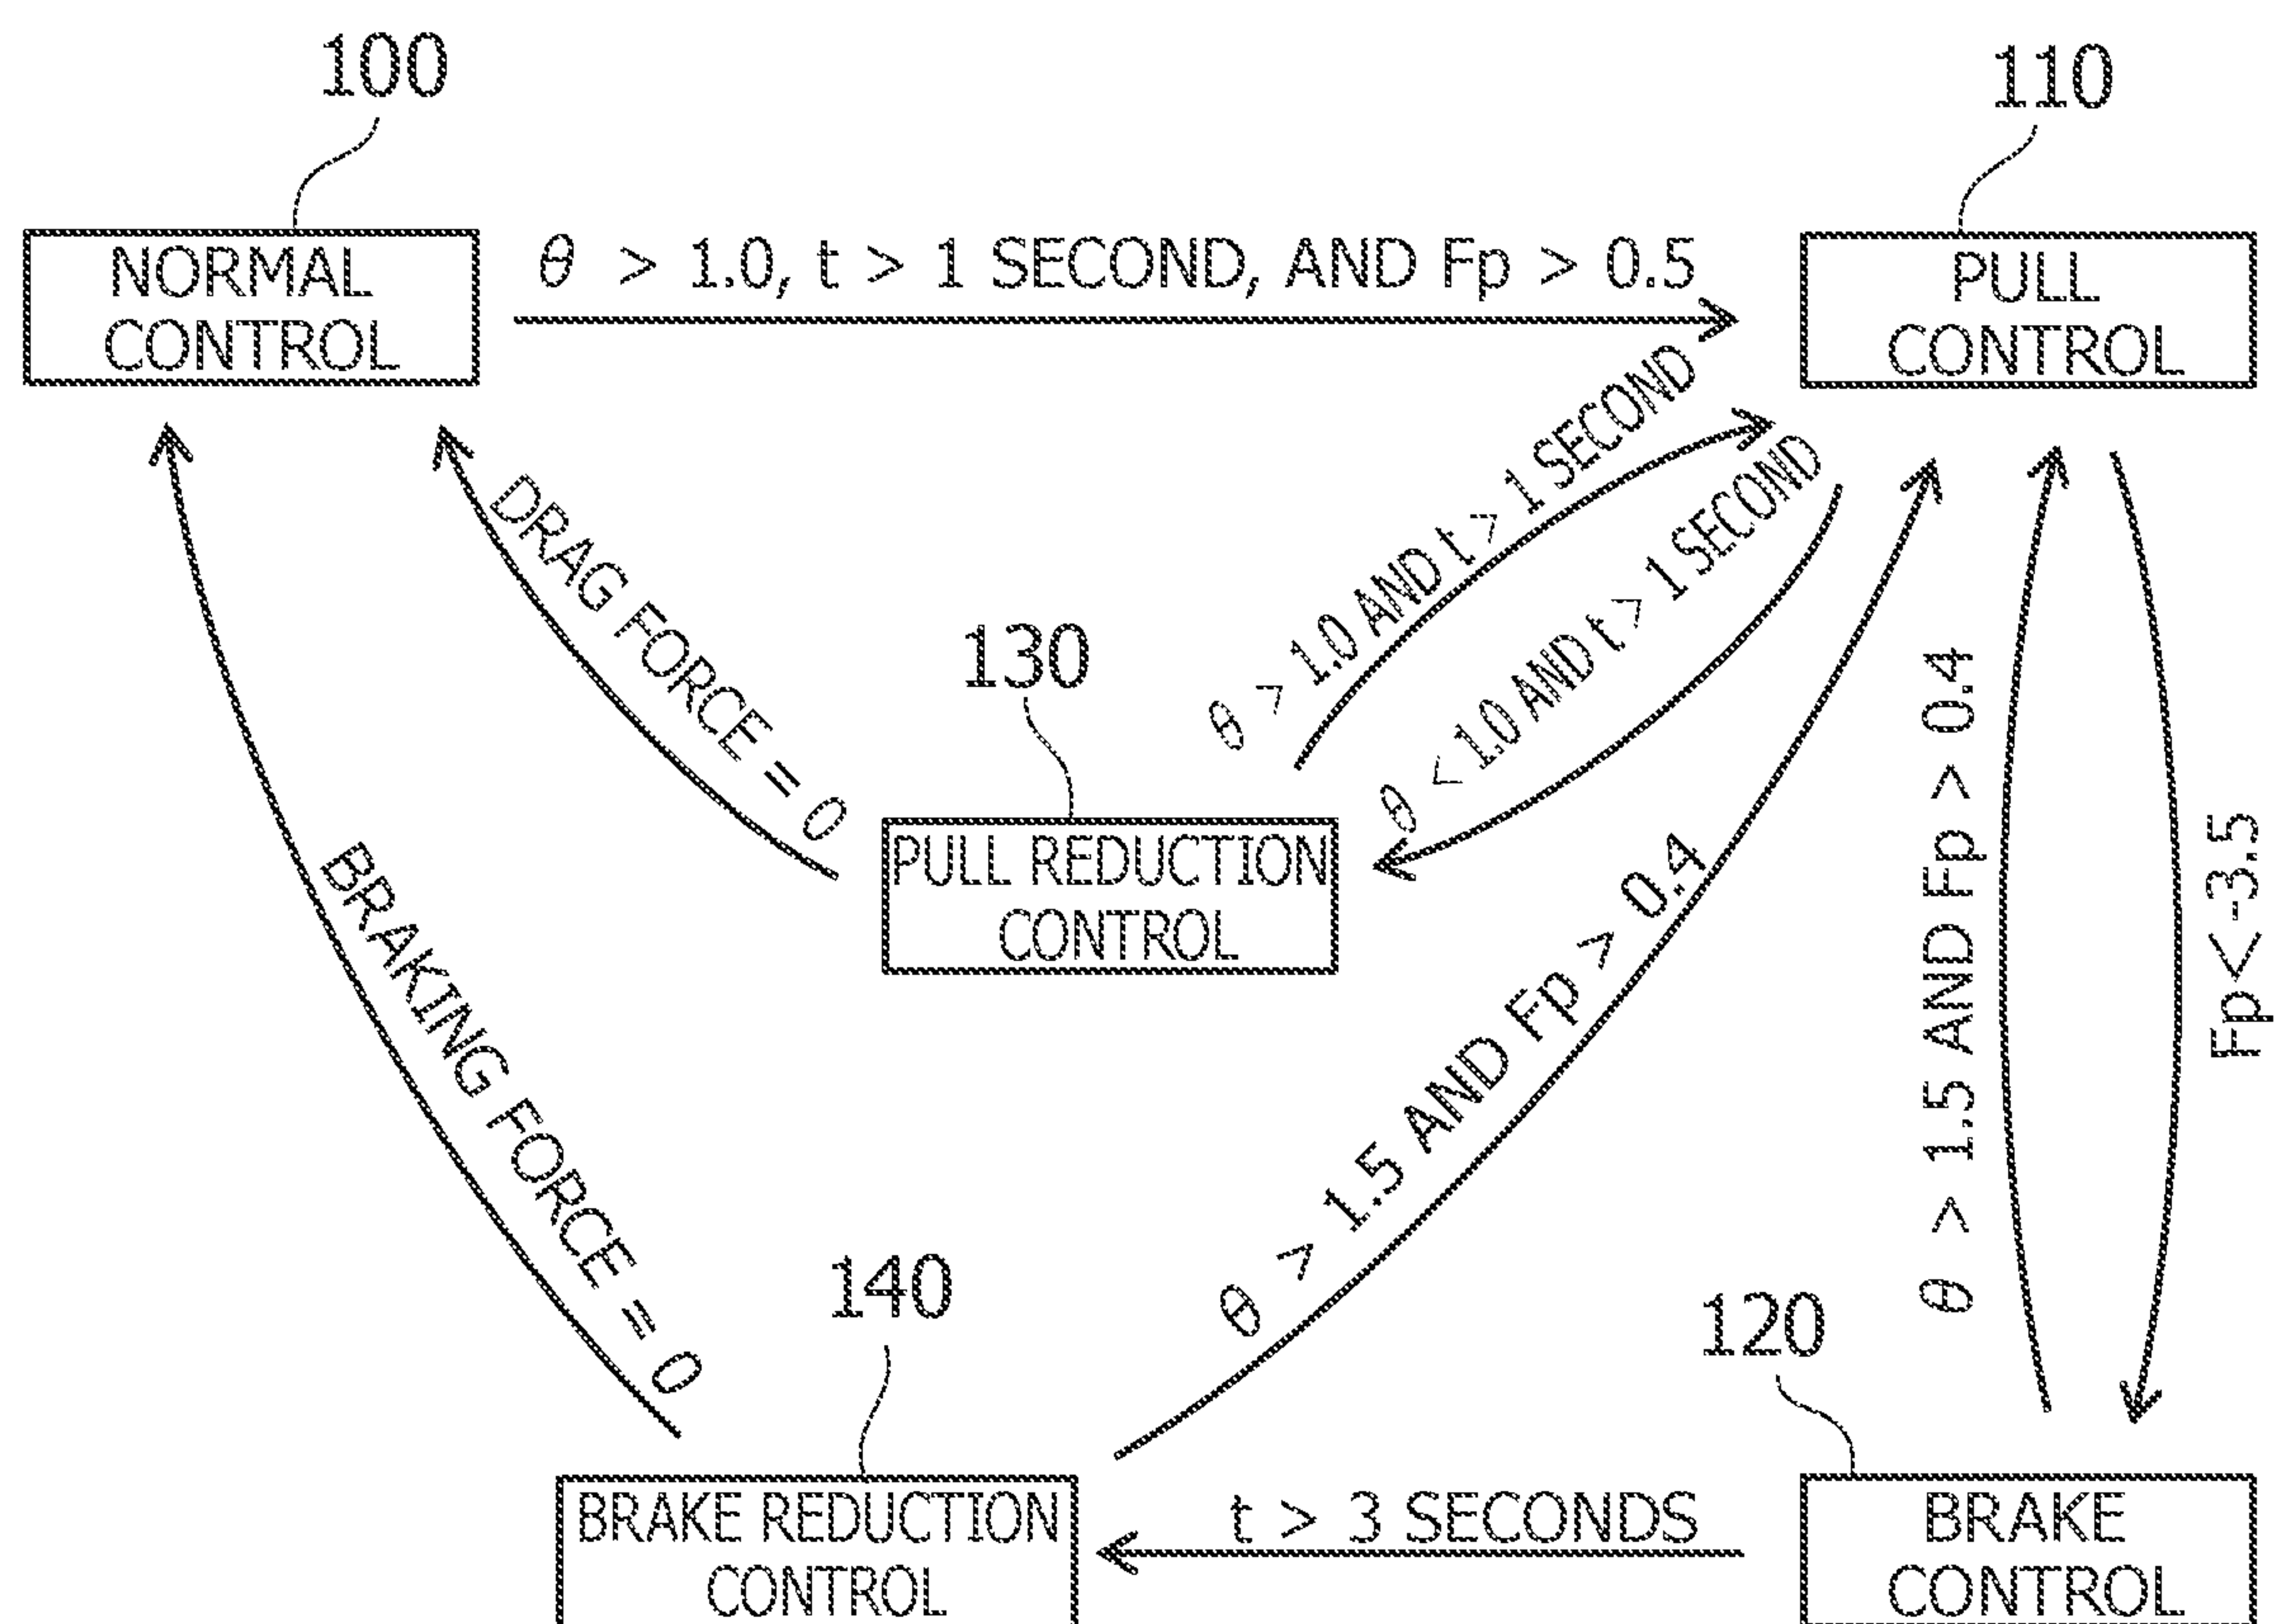 100
110
NORMAL
CONTROL
θ > 1.0, t > 1 SECOND, AND Fp > 0.5
PULL
CONTROL
DRAG FORCE = 0
θ > 1.0 AND t > 1 SECOND
θ < 1.0 AND t > 1 SECOND
130
PULL REDUCTION
CONTROL
BRAKING FORCE = 0
θ > 1.5 AND Fp > 0.4
θ > 1.5 AND Fp > 0.4
Fp<-3.5
140
120
BRAKE REDUCTION
CONTROL
t > 3 SECONDS
BRAKE
CONTROL